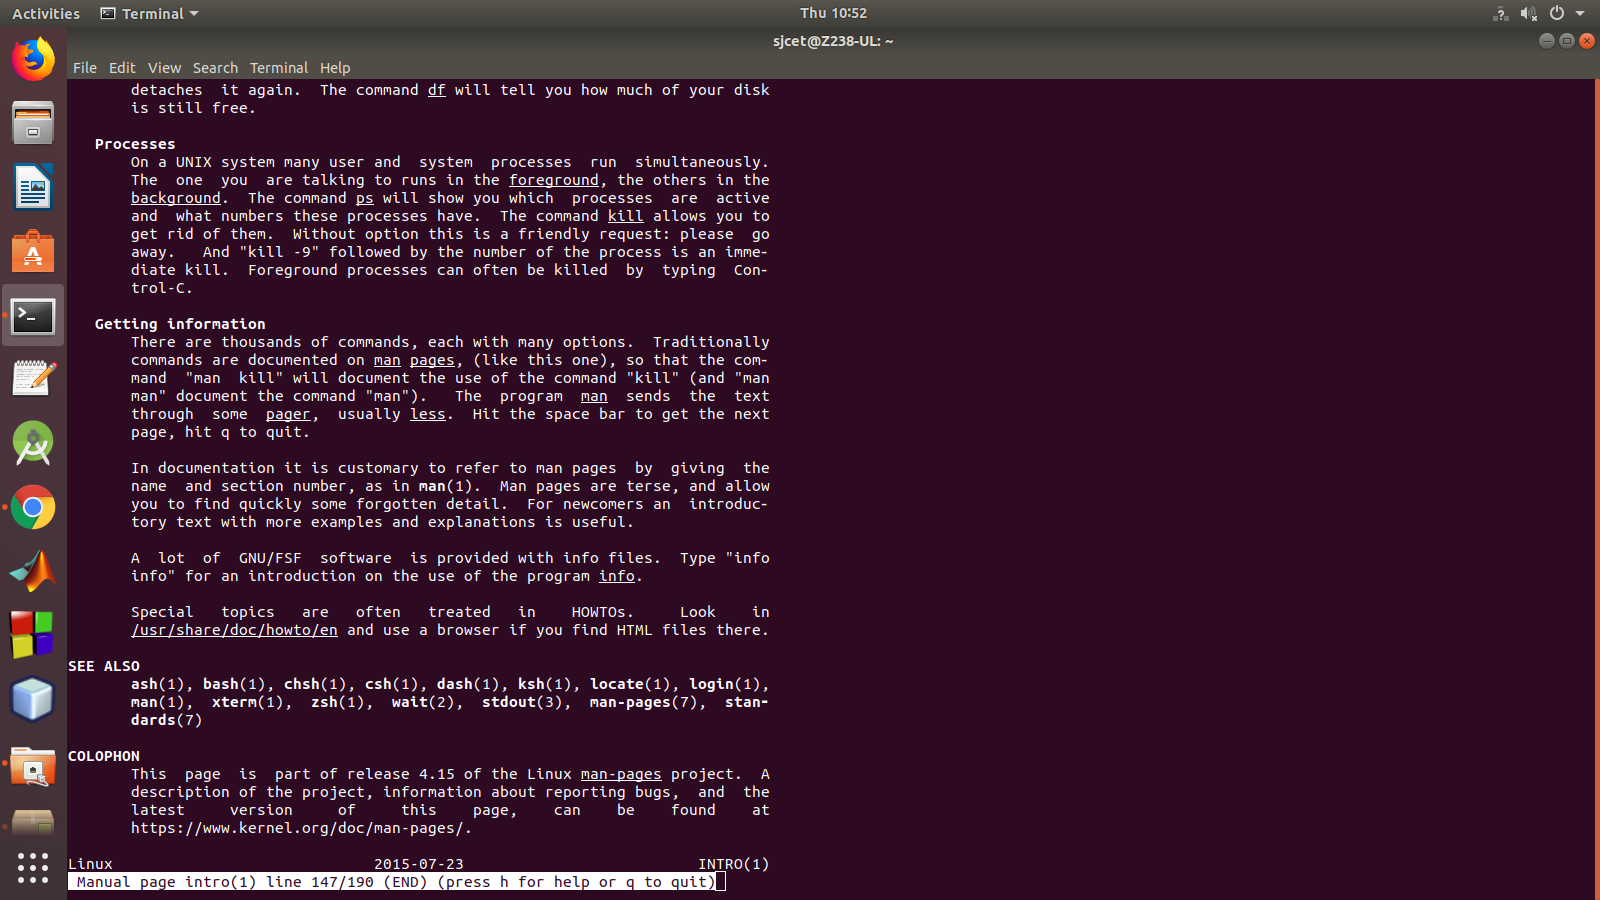 Activities Terminal Thu 10:52
sjcet@Z238-UL: ~
File Edit View Search Terminal Help
detaches  it again.  The command df will tell you how much of your disk
is still free.
Processes
On a UNIX system many user and  system  processes  run  simultaneously.
The  one  you  are talking to runs in the foreground, the others in the
background.  The command ps will show you which  processes  are  active
and  what numbers these processes have.  The command kill allows you to
get rid of them.  Without option this is a friendly request: please  go
away.   And "kill -9" followed by the number of the process is an imme-
diate kill.  Foreground processes can often be killed  by  typing  Con-
trol-C.
Getting information
There are thousands of commands, each with many options.  Traditionally
commands are documented on man pages, (like this one), so that the com-
mand  "man  kill" will document the use of the command "kill" (and "man
man" document the command "man").   The  program  man  sends  the  text
through  some  pager,  usually less.  Hit the space bar to get the next
page, hit q to quit.
In documentation it is customary to refer to man pages  by  giving  the
name  and section number, as in man(1).  Man pages are terse, and allow
you to find quickly some forgotten detail.  For newcomers an  introduc-
tory text with more examples and explanations is useful.
A  lot  of  GNU/FSF  software  is provided with info files.  Type "info
info" for an introduction on the use of the program info.
Special   topics   are   often   treated   in    HOWTOs.     Look    in
/usr/share/doc/howto/en and use a browser if you find HTML files there.
SEE ALSO
ash(1), bash(1), chsh(1), csh(1), dash(1), ksh(1), locate(1), login(1),
man(1),  xterm(1),  zsh(1),  wait(2),  stdout(3),  man-pages(7),  stan-
dards(7)
COLOPHON
This  page  is  part of release 4.15 of the Linux man-pages project.  A
description of the project, information about reporting bugs,  and  the
latest     version     of     this     page,    can    be    found    at
https://www.kernel.org/doc/man-pages/.
Linux 2015-07-23 INTRO(1)
Manual page intro(1) line 147/190 (END) (press h for help or q to quit)